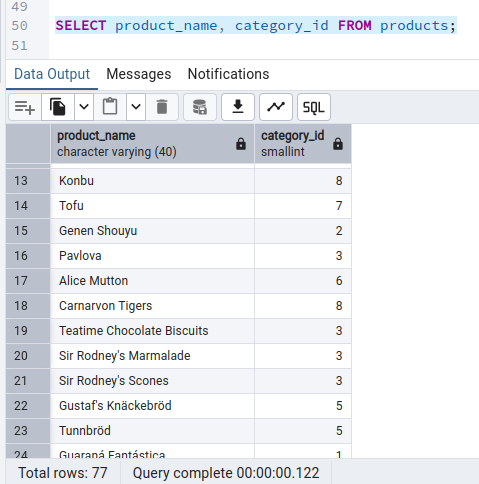 49
50 SELECT product_name, category_id FROM products;
51
Data Output Messages Notifications
SQL
product_name category_id
character varying (40) smallint
13 Konbu 8
14 Tofu 7
15 Genen Shouyu 2
16 Pavlova 3
17 Alice Mutton 6
18 Carnarvon Tigers 8
19 Teatime Chocolate Biscuits 3
20 Sir Rodney's Marmalade 3
21 Sir Rodney's Scones 3
22 Gustaf's Knäckebröd 5
23 Tunnbröd 5
24 Guaraná Fantástica 1
Total rows: 77 Query complete 00:00:00.122